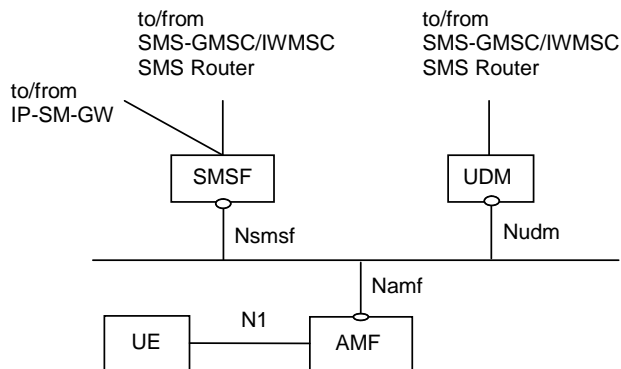 to/from
SMS-GMSC/IWMSC
SMS Router
to/from
SMS-GMSC/IWMSC
SMS Router
to/from
IP-SM-GW
SMSF
UDM
Nsmsf
Nudm
Namf
N1
UE
AMF